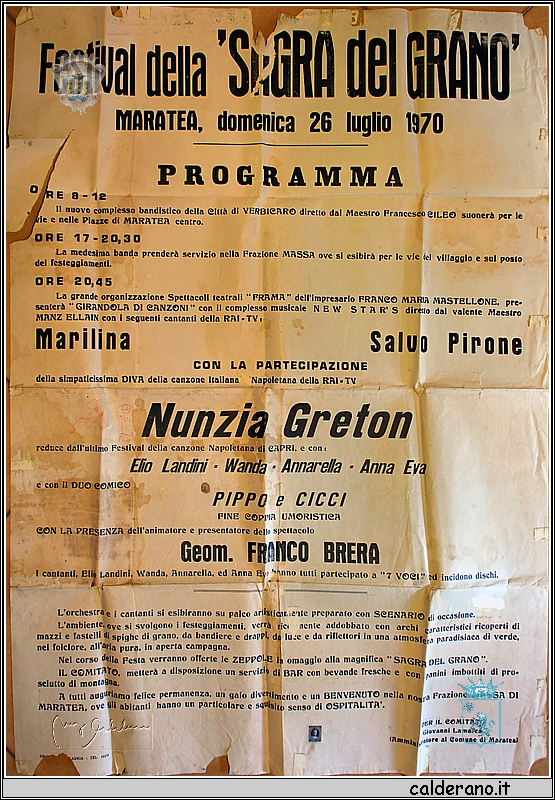 Festival della 'SAGRA del GRANO'
MARATEA, domenica 26 luglio 1970
PROGRAMMA
ORE 8-12
Il nuovo complesso bandistico della Città di VERBICARO diretto dal Maestro Francesco CILEO suonerà per le
vie e nelle Piazze di MARATEA centro.
ORE 17-20,30
La medesima banda prenderà servizio nella Frazione MASSA ove si esibirà per le vie del villaggio e sul posto
dei festeggiamenti.
ORE 20,45
La grande organizzazione Spettacoli teatrali "FRAMA" dell'impresario FRANCO MARIA MASTELLONE, pre-
senterà "GIRANDOLA DI CANZONI" con il complesso musicale NEW STAR'S diretto dal valente Maestro
MANZ ELLAIN con i seguenti cantanti della RAI-TV:
Marilina Salvo Pirone
CON LA PARTECIPAZIONE
della simpaticissima DIVA della canzone Italiana Napoletana della RAI-TV
Nunzia Greton
reduce dall'ultimo Festival della canzone Napoletana di CAPRI, e con:
Elio Landini - Wanda - Annarella - Anna Eva
e con il DUO COMICO
PIPPO e CICCI
FINE COPPIA UMORISTICA
CON LA PRESENZA dell'animatore e presentatore dello spettacolo
Geom. FRANCO BRERA
I cantanti, Elio Landini, Wanda, Annarella, ed Anna Eva hanno tutti partecipato a "7 VOCI" ed incidono dischi.
L'orchestra e i cantanti si esibiranno su palco artisticamente preparato con SCENARIO di occasione.
L'ambiente, ove si svolgono i festeggiamenti, verrà riccamente addobbato con archi caratteristici ricoperti di
mazzi e fastelli di spighe di grano, da bandiere e drappi, da luce e da riflettori in una atmosfera paradisiaca di verde,
nel folclore, all'aria pura, in aperta campagna.
Nel corso della Festa verranno offerte le ZEPPOLE in omaggio alla magnifica "SAGRA DEL GRANO".
IL COMITATO, metterà a disposizione un servizio di BAR con bevande fresche e con panini imbottiti di pro-
sciutto di montagna.
A tutti auguriamo felice permanenza, un gaio divertimento e un BENVENUTO nella nostra Frazione MASSA DI
MARATEA, ove gli abitanti hanno un particolare e squisito senso di OSPITALITA'.
PER IL COMITATO
Giovanni Lamarca
(Amministratore al Comune di Maratea)
calderano.it